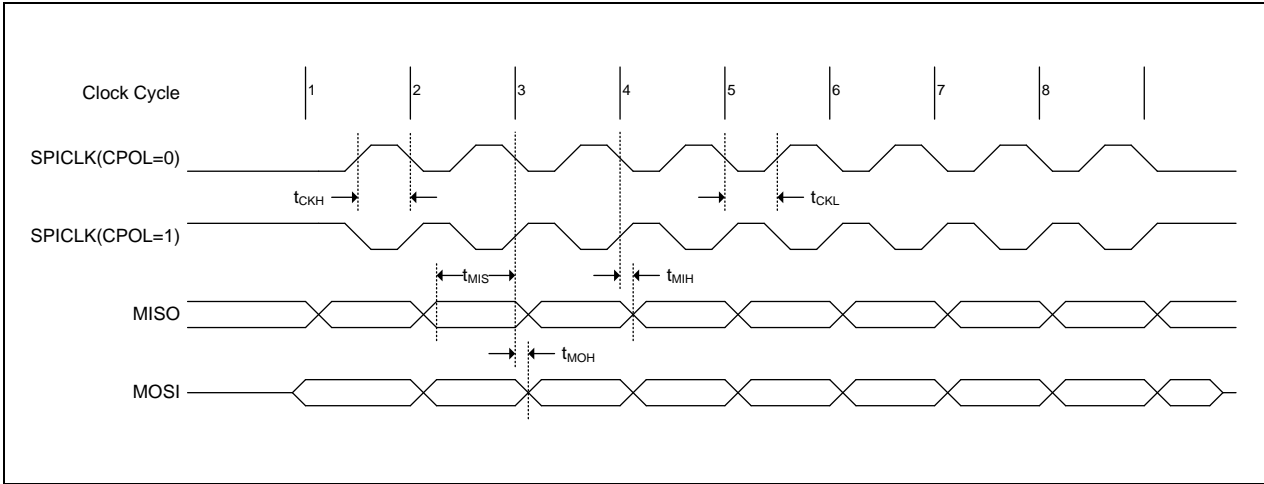 Clock Cycle 1 2 3 4 5 6 7 8
SPICLK(CPOL=0)
tCKH tCKL
SPICLK(CPOL=1)
tMIS tMIH
MISO
tMOH
MOSI